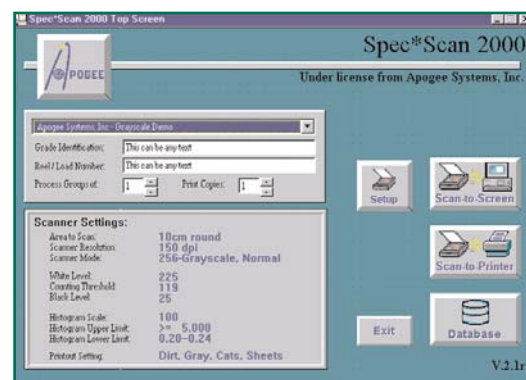 Spec*Scan 2000 Top Screen
Spec*Scan 2000
APOGEE
Under license from Apogee Systems, Inc.
Apogee Systems, Inc - Grayscale Demo
Grade Identification: This can be any text
Reel / Load Number: This can be any text
Process Groups of: 1 Print Copies: 1
Setup
Scan-to-Screen
Scanner Settings:
Area to Scan: 10cm round
Scanner Resolution: 150 dpi
Scanner Mode: 256-Grayscale, Normal
Scan-to-Printer
White Level: 225
Counting Threshold 119
Black Level: 25
Histogram Scale: 100
Histogram Upper Limit: >= 5.000
Histogram Lower Limit: 0.20-0.24
Exit
Database
Printout Setting: Dirt, Gray, Cats, Sheets
V.2.1r